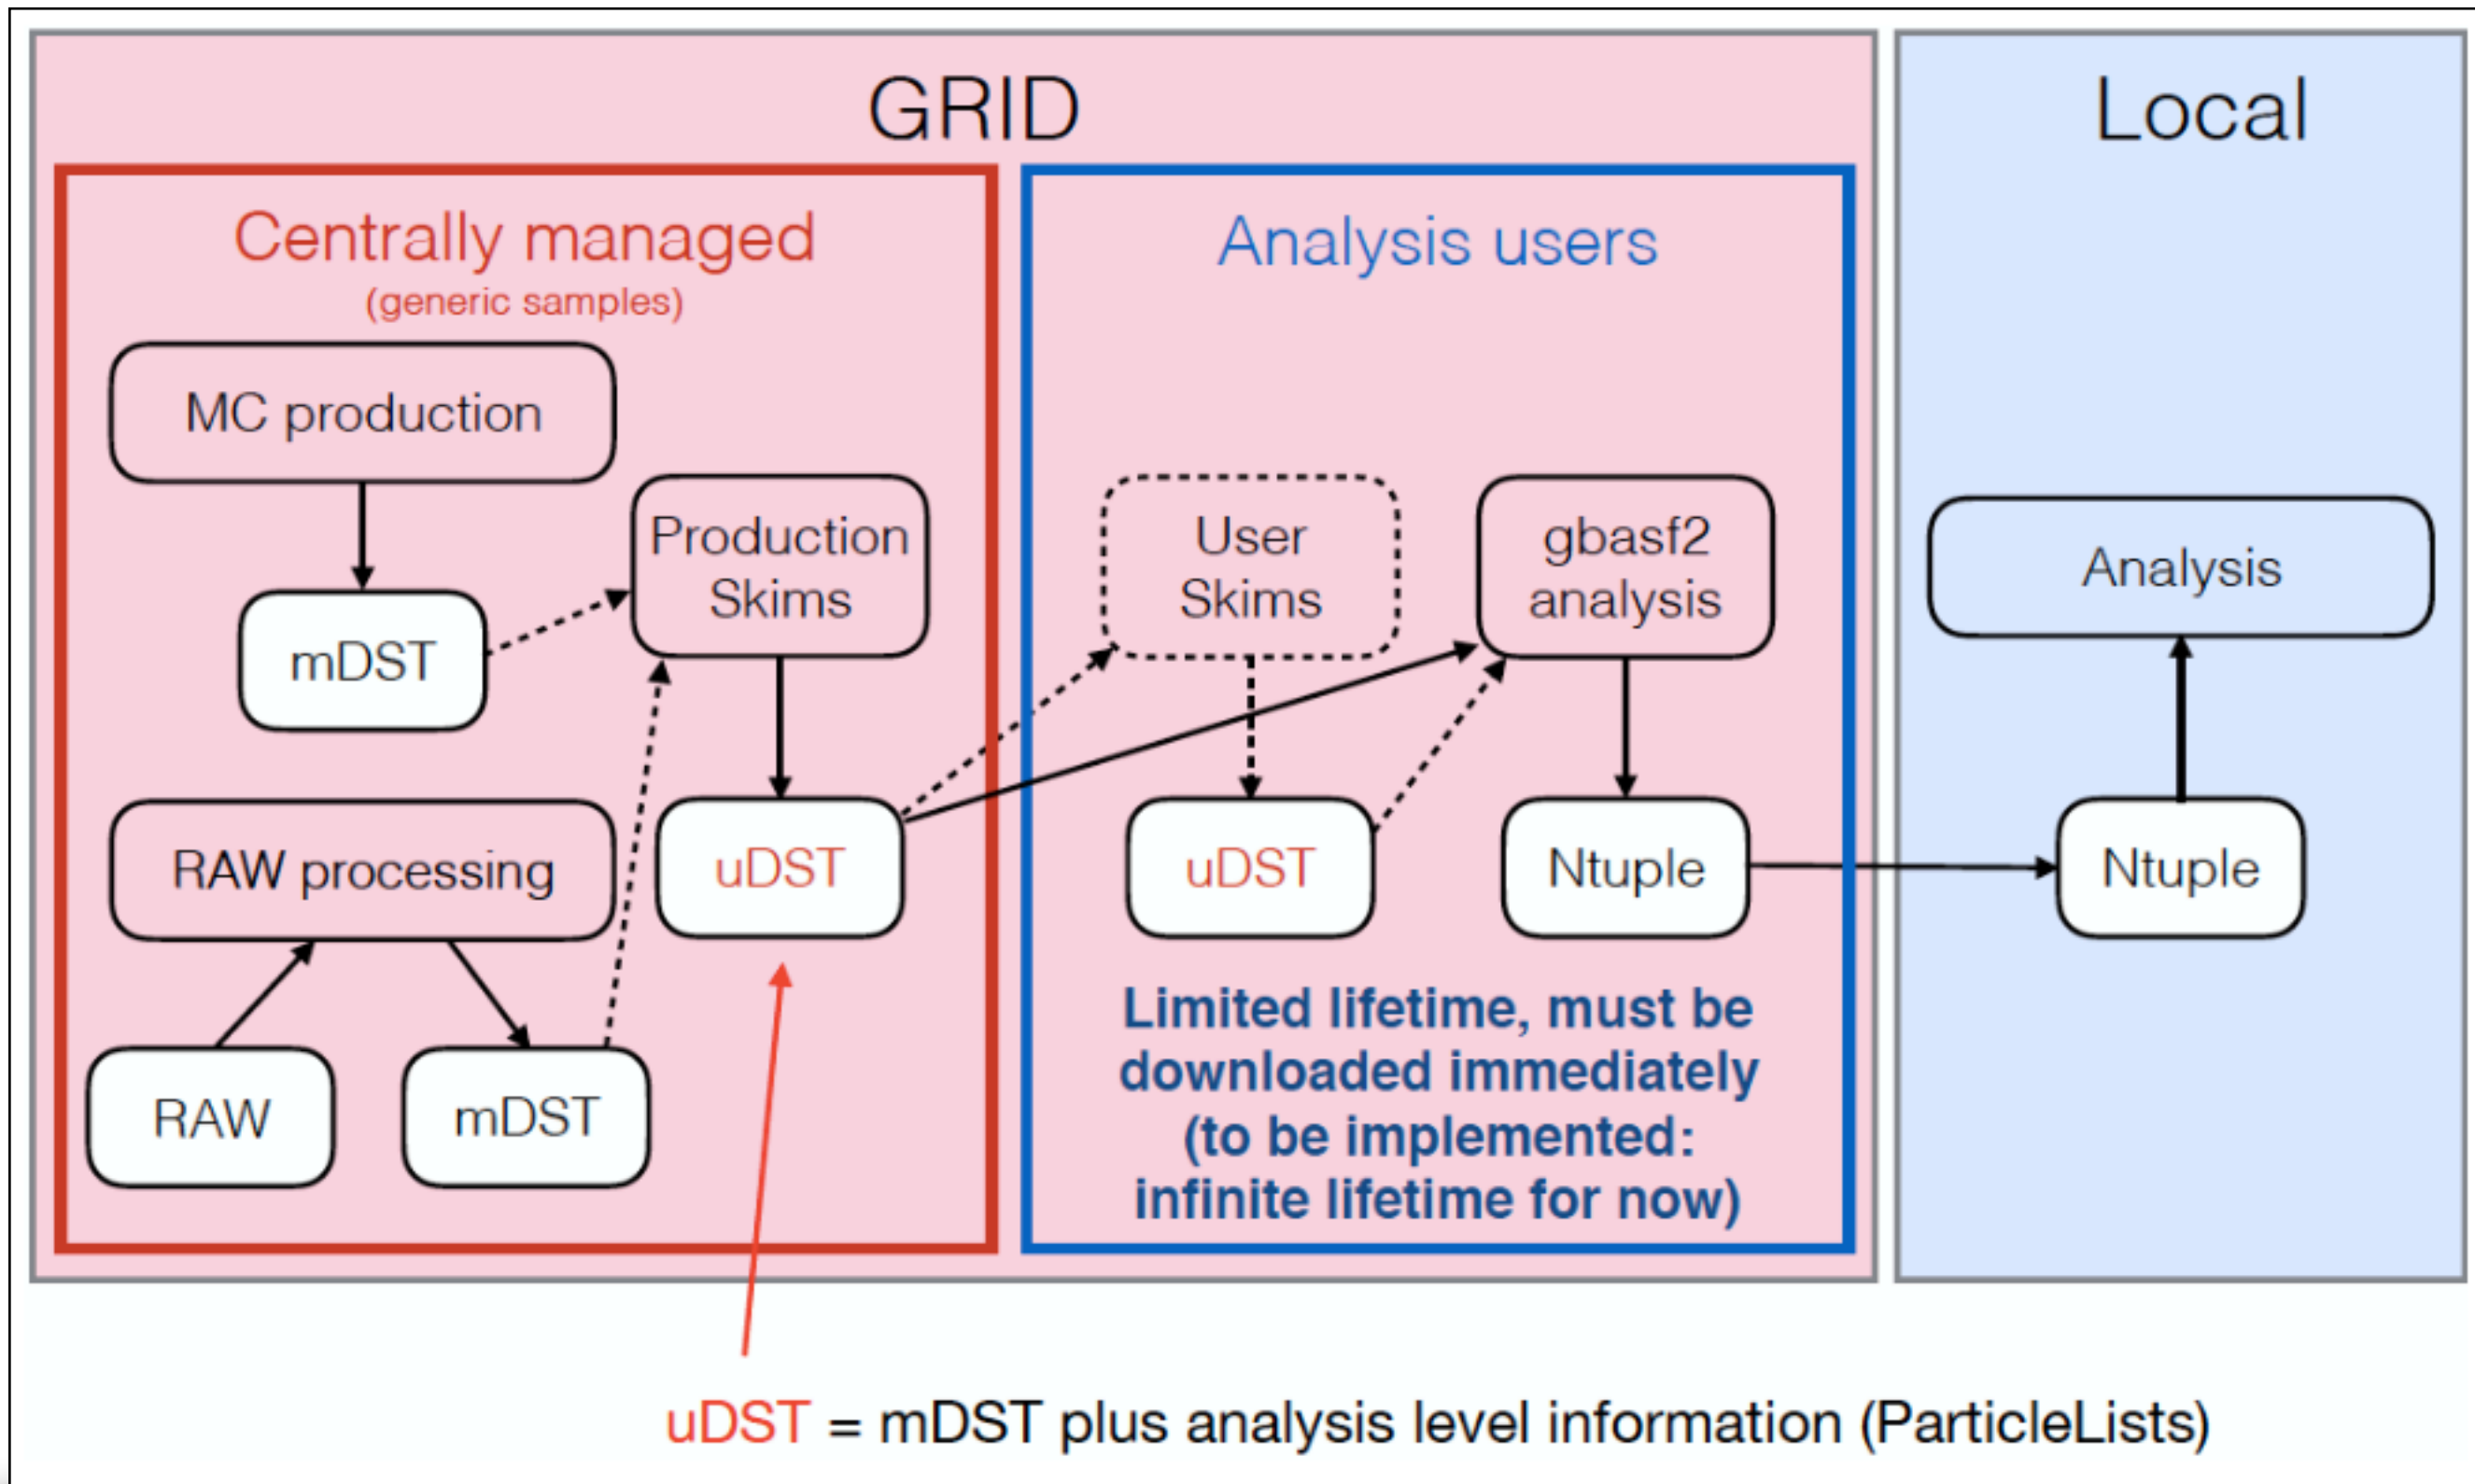 GRID
Local
Centrally managed
(generic samples)
Analysis users
MC production
Production
Skims
mDST
RAW processing
uDST
RAW
mDST
User
Skims
gbasf2
analysis
uDST
Ntuple
Limited lifetime, must be
downloaded immediately
(to be implemented:
infinite lifetime for now)
Analysis
Ntuple
uDST = mDST plus analysis level information (ParticleLists)